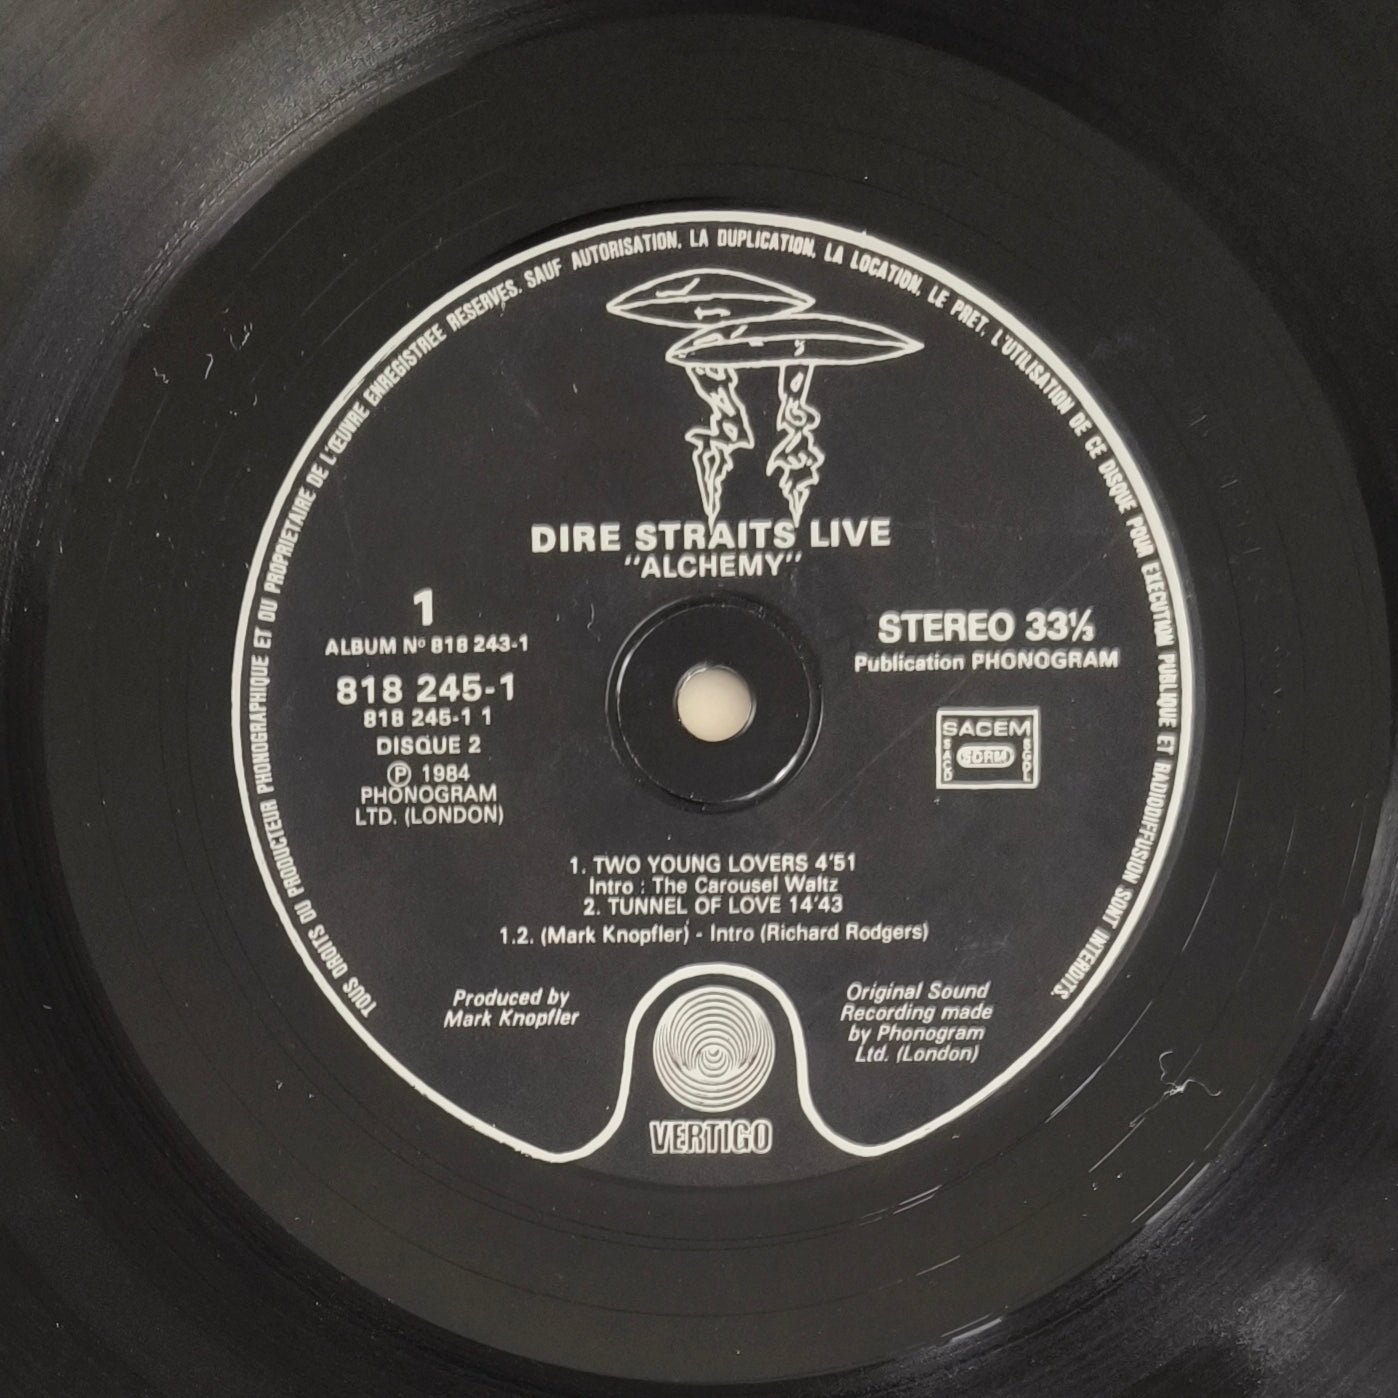 TOUS DROITS DU PRODUCTEUR PHONOGRAPHIQUE ET DU PROPRIETAIRE DE L'ŒUVRE ENREGISTREE RESERVES. SAUF AUTORISATION, LA DUPLICATION, LA LOCATION, LE PRET, L'UTILISATION DE CE DISQUE POUR EXECUTION PUBLIQUE ET RADIODIFFUSION SONT INTERDITS.
DIRE STRAITS LIVE
"ALCHEMY"
1
ALBUM Nº 818 243-1
818 245-1
818 245-1 1
DISQUE 2
Ⓟ 1984
PHONOGRAM
LTD. (LONDON)
STEREO 33⅓
Publication PHONOGRAM
SACEM
SACD
SDRM
SGDL
1. TWO YOUNG LOVERS 4'51
Intro : The Carousel Waltz
2. TUNNEL OF LOVE 14'43
1.2. (Mark Knopfler) - Intro (Richard Rodgers)
Produced by
Mark Knopfler
Original Sound
Recording made
by Phonogram
Ltd. (London)
VERTIGO